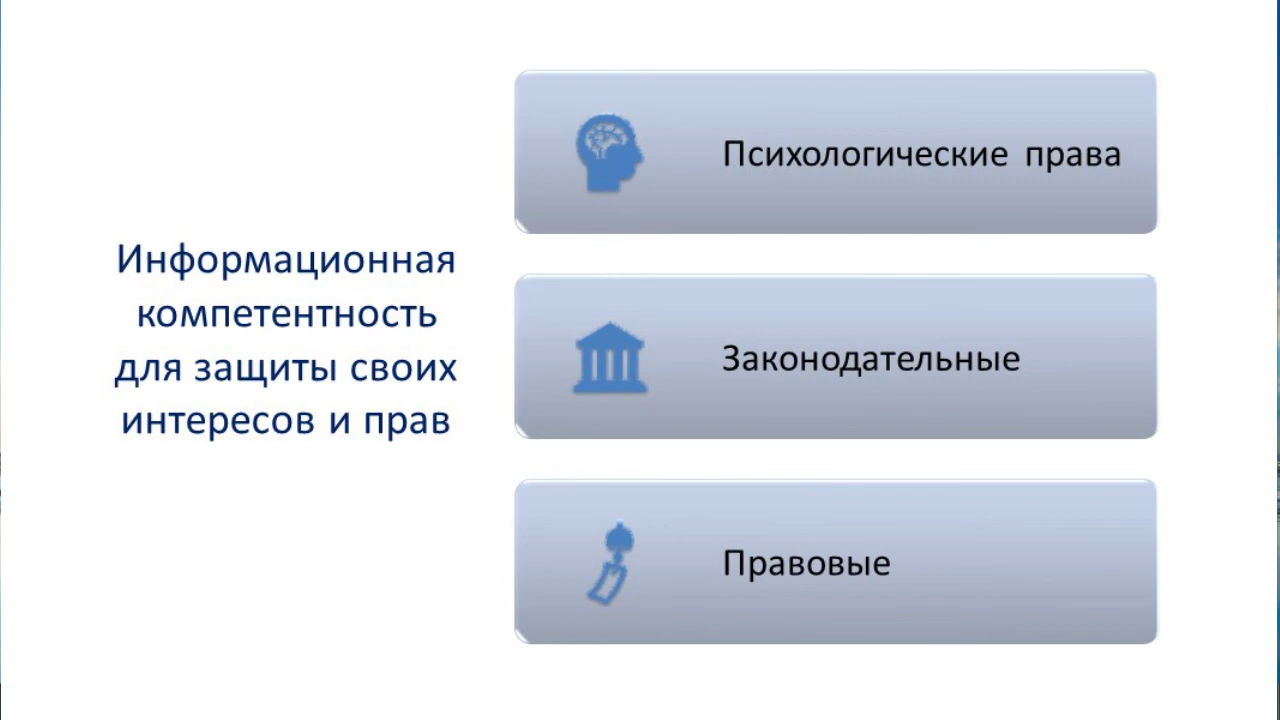 Информационная
компетентность
для защиты своих
интересов и прав
Психологические права
Законодательные
Правовые